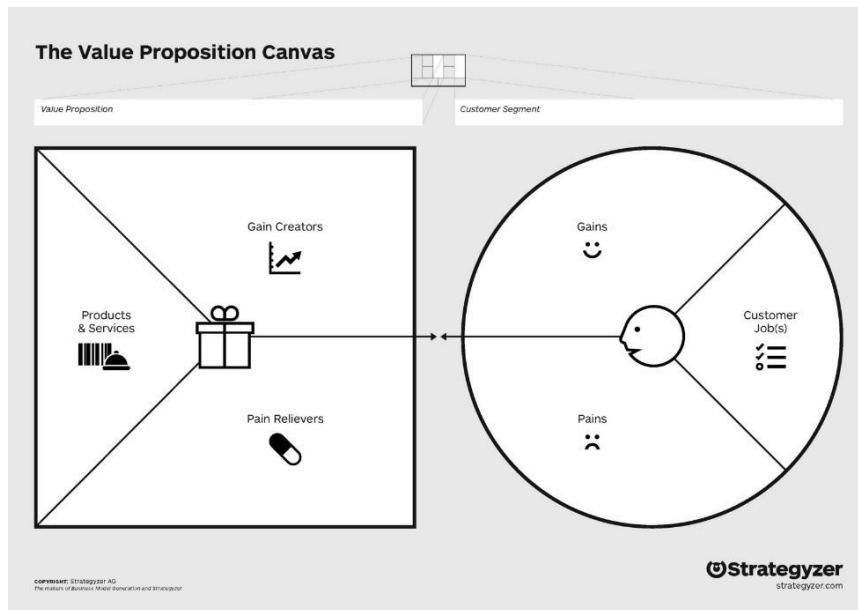 The Value Proposition Canvas
Value Proposition
Customer Segment
Gain Creators
Gains
Products
& Services
Customer
Job(s)
Pain Relievers
Pains
COPYRIGHT: Strategyzer AG
The makers of Business Model Generation and Strategyzer
Strategyzer
strategyzer.com